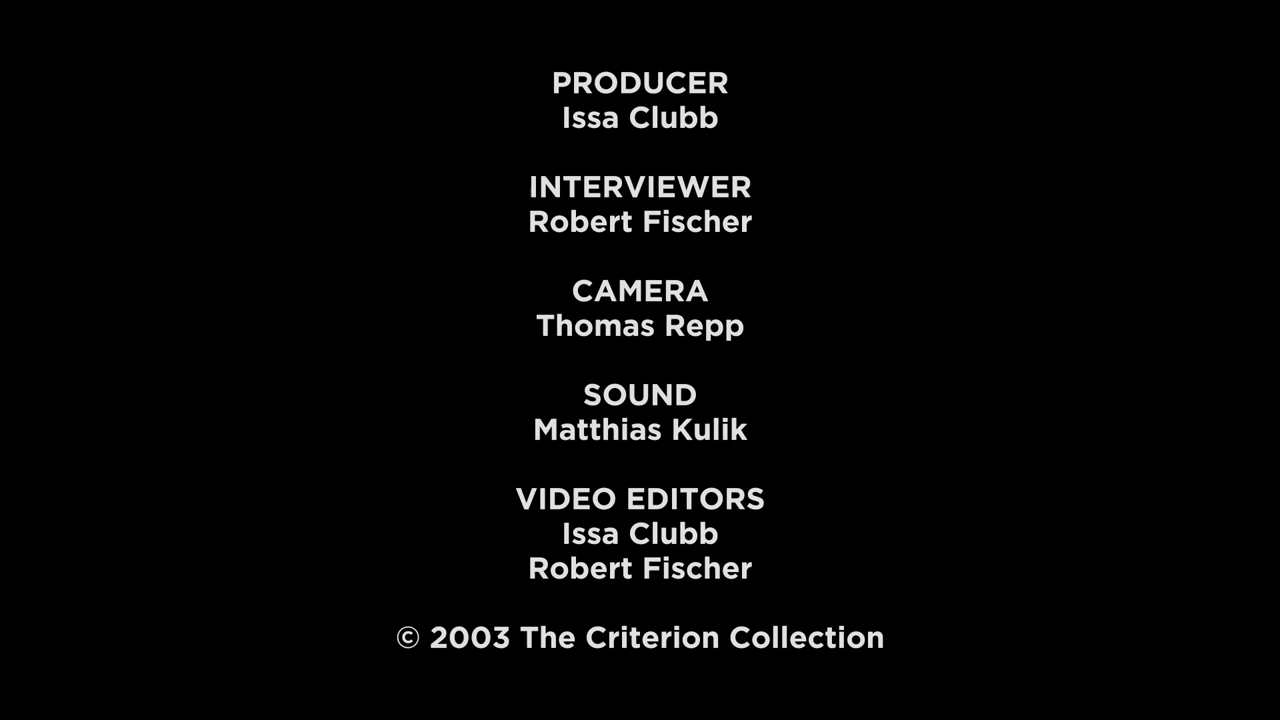 PRODUCER
Issa Clubb
INTERVIEWER
Robert Fischer
CAMERA
Thomas Repp
SOUND
Matthias Kulik
VIDEO EDITORS
Issa Clubb
Robert Fischer
© 2003 The Criterion Collection